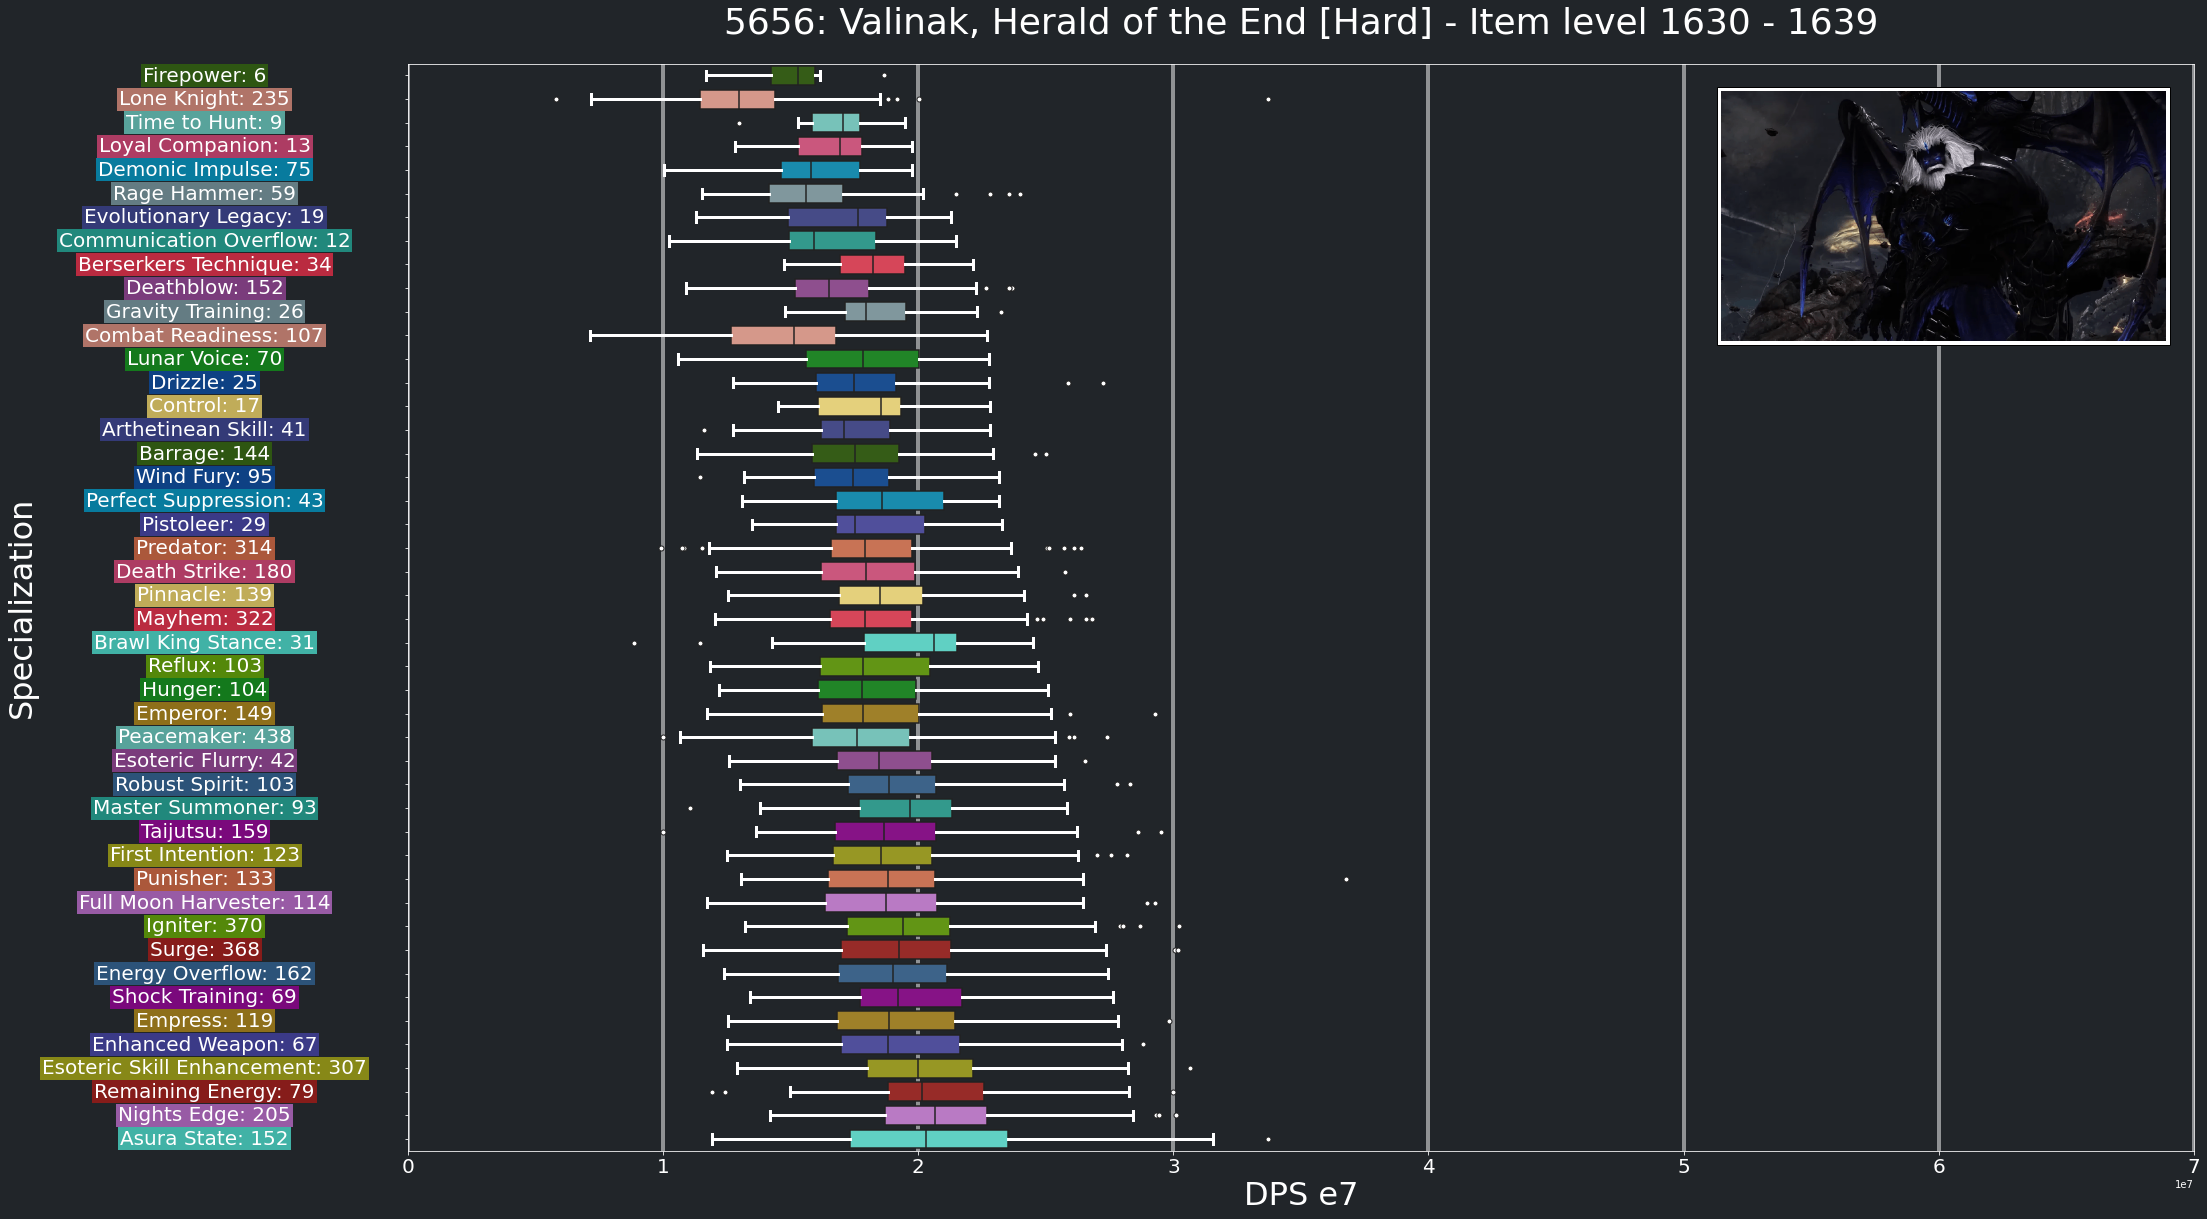 5656: Valinak, Herald of the End [Hard] - Item level 1630 - 1639
Specialization
Firepower: 6
Lone Knight: 235
Time to Hunt: 9
Loyal Companion: 13
Demonic Impulse: 75
Rage Hammer: 59
Evolutionary Legacy: 19
Communication Overflow: 12
Berserkers Technique: 34
Deathblow: 152
Gravity Training: 26
Combat Readiness: 107
Lunar Voice: 70
Drizzle: 25
Control: 17
Arthetinean Skill: 41
Barrage: 144
Wind Fury: 95
Perfect Suppression: 43
Pistoleer: 29
Predator: 314
Death Strike: 180
Pinnacle: 139
Mayhem: 322
Brawl King Stance: 31
Reflux: 103
Hunger: 104
Emperor: 149
Peacemaker: 438
Esoteric Flurry: 42
Robust Spirit: 103
Master Summoner: 93
Taijutsu: 159
First Intention: 123
Punisher: 133
Full Moon Harvester: 114
Igniter: 370
Surge: 368
Energy Overflow: 162
Shock Training: 69
Empress: 119
Enhanced Weapon: 67
Esoteric Skill Enhancement: 307
Remaining Energy: 79
Nights Edge: 205
Asura State: 152
0 1 2 3 4 5 6 7
1e7
DPS e7